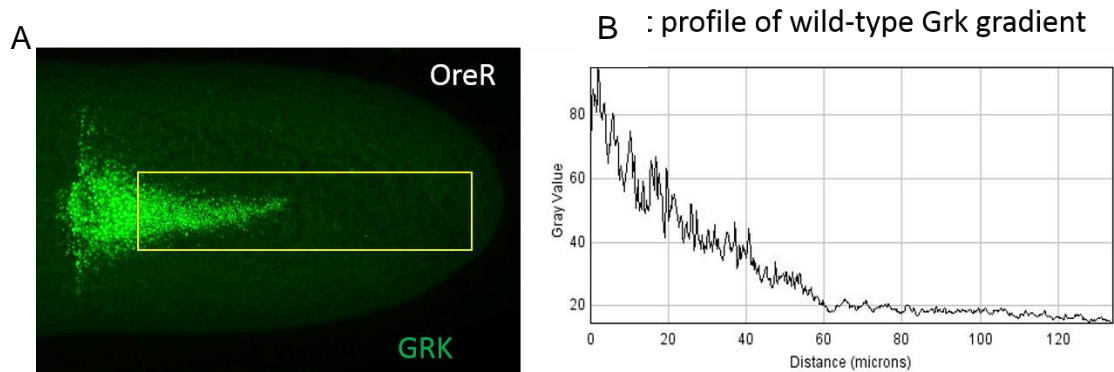 A
OreR
GRK
B
: profile of wild-type Grk gradient
80
60
40
20
Gray Value
0 20 40 60 80 100 120
Distance (microns)